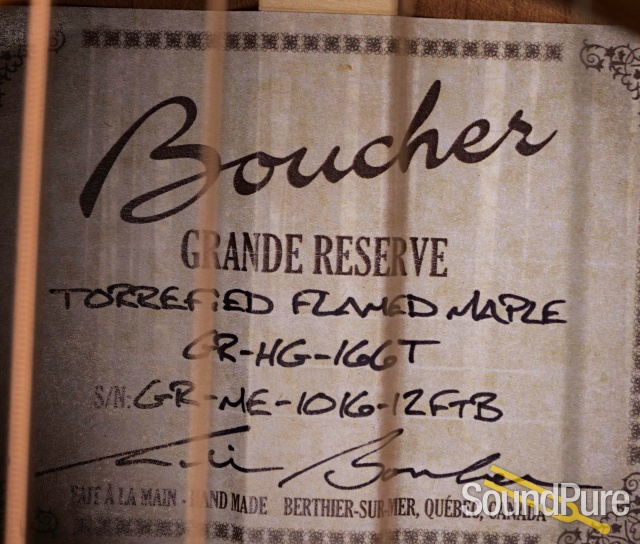 Boucher
GRANDE RESERVE
TORREFIED FLAMED MAPLE
GR-HG-166T
S/N: GR-ME-1016-12FTB
FAIT À LA MAIN - HAND MADE BERTHIER-SUR-MER, QUÉBEC, CANADA
SoundPure